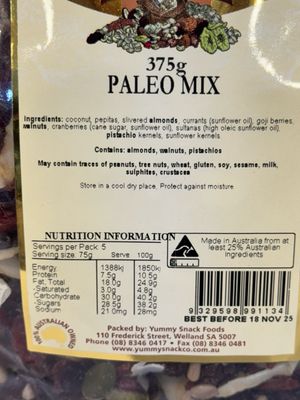 375g
PALEO MIX
Ingredients: coconut, pepitas, slivered almonds, currants (sunflower oil), goji berries,
walnuts, cranberries (cane sugar, sunflower oil), sultanas (high oleic sunflower oil),
pistachio kernels, sunflower kernels
Contains: almonds, walnuts, pistachios
May contain traces of peanuts, tree nuts, wheat, gluten, soy, sesame, milk,
sulphites, crustacea
Store in a cool dry place. Protect against moisture.
NUTRITION INFORMATION
Servings per Pack: 5
Serving size: 75g Serve 100g
Energy 1388kj 1850kj
Protein 7.5g 10.5g
Fat, Total 18.0g 24.9g
-Saturated 3.0g 4.8g
Carbohydrate 30.0g 40.2g
-Sugars 28.5g 38.2g
Sodium 21.0mg 28mg
Made in Australia from at
least 25% Australian
Ingredients
9 329598 991134
BEST BEFORE 18 NOV 25
100% AUSTRALIAN OWNED
Packed by: Yummy Snack Foods
110 Frederick Street, Welland SA 5007
Phone (08) 8346 0417 • Fax (08) 8346 0481
www.yummysnackco.com.au